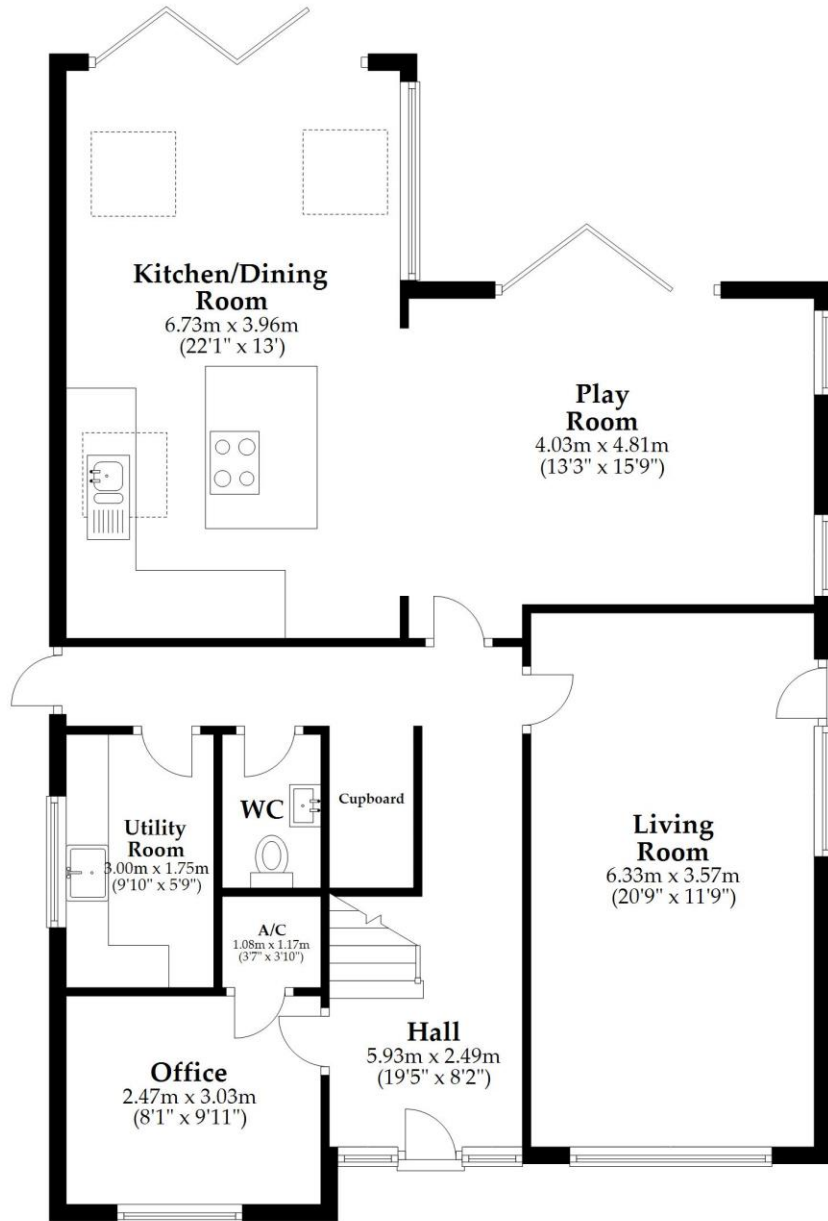 Kitchen/Dining
Room
6.73m x 3.96m
(22'1" x 13')
Play
Room
4.03m x 4.81m
(13'3" x 15'9")
WC
Cupboard
Utility
Room
3.00m x 1.75m
(9'10" x 5'9")
Living
Room
6.33m x 3.57m
(20'9" x 11'9")
A/C
1.08m x 1.17m
(3'7" x 3'10")
Hall
5.93m x 2.49m
(19'5" x 8'2")
Office
2.47m x 3.03m
(8'1" x 9'11")